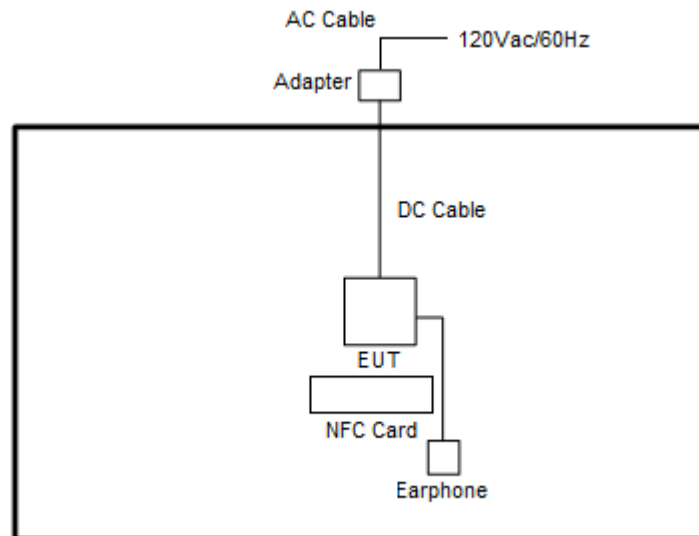 AC Cable
120Vac/60Hz
Adapter
DC Cable
EUT
NFC Card
Earphone